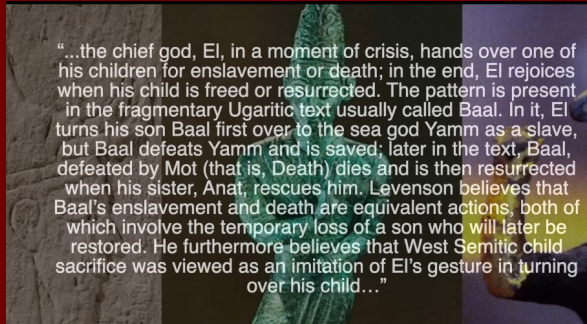 “...the chief god, El, in a moment of crisis, hands over one of
his children for enslavement or death; in the end, El rejoices
when his child is freed or resurrected. The pattern is present
in the fragmentary Ugaritic text usually called Baal. In it, El
turns his son Baal first over to the sea god Yamm as a slave,
but Baal defeats Yamm and is saved; later in the text, Baal,
defeated by Mot (that is, Death) dies and is then resurrected
when his sister, Anat, rescues him. Levenson believes that
Baal’s enslavement and death are equivalent actions, both of
which involve the temporary loss of a son who will later be
restored. He furthermore believes that West Semitic child
sacrifice was viewed as an imitation of El’s gesture in turning
over his child…”